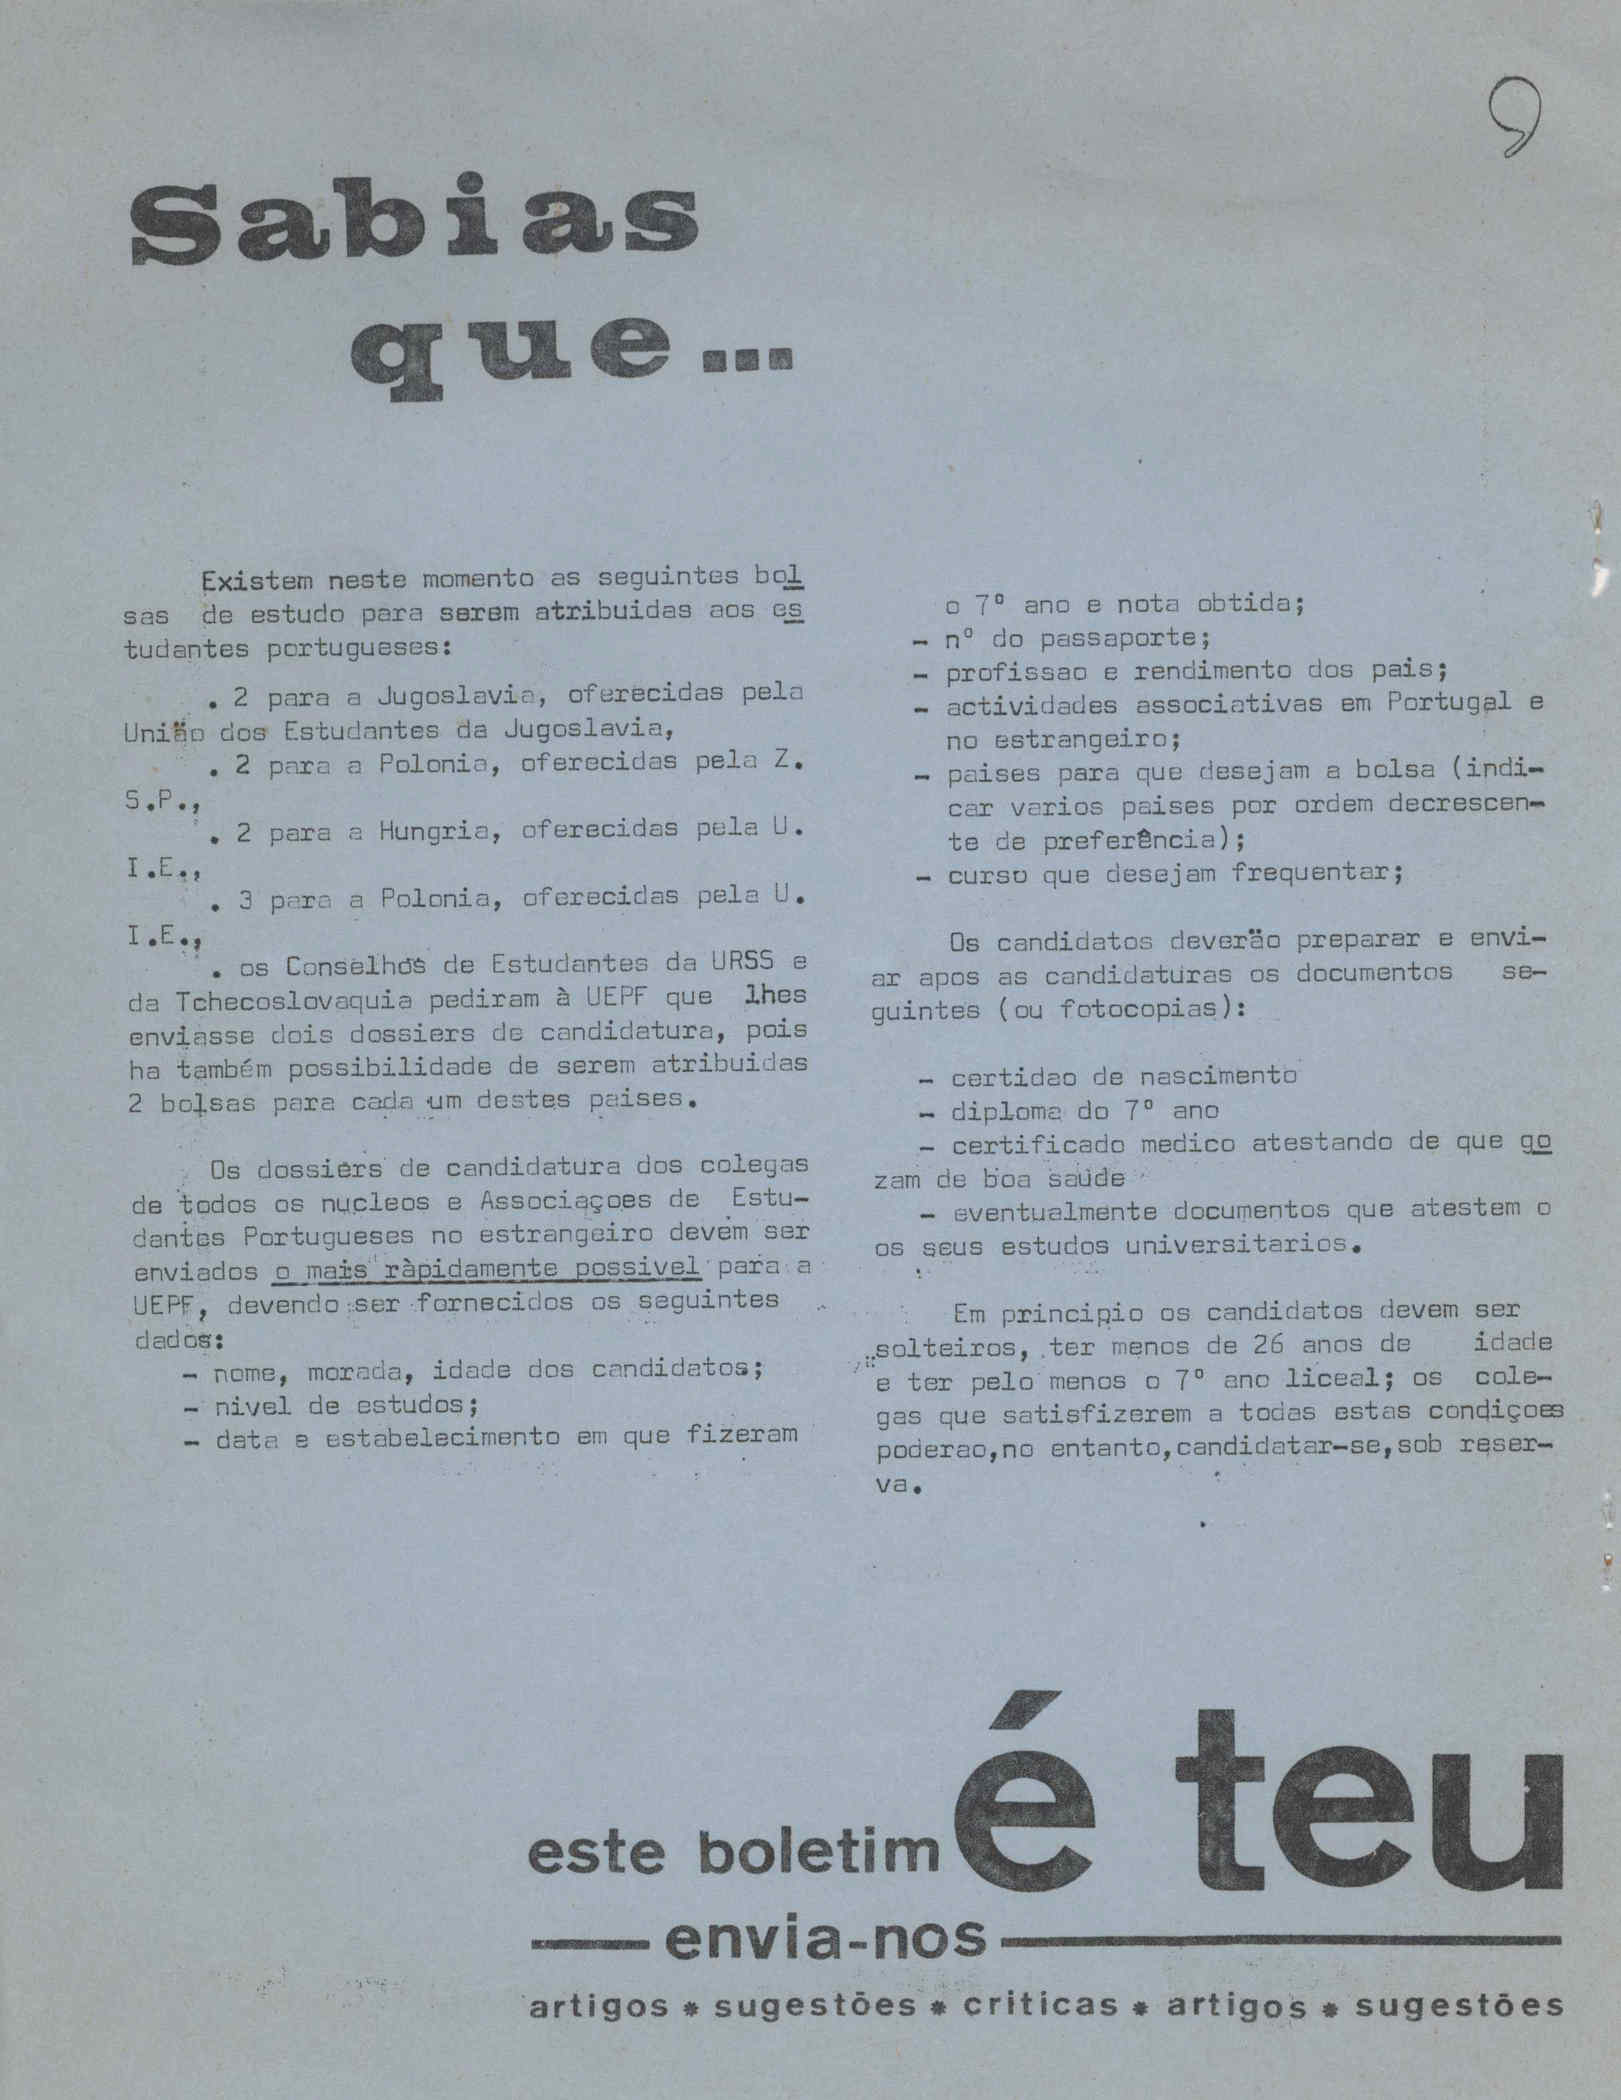 9
Sabias
que...
Existem neste momento as seguintes bol
sas de estudo para serem atribuidas aos es
tudantes portugueses:
. 2 para a Jugoslavia, oferecidas pela
União dos Estudantes da Jugoslavia,
. 2 para a Polonia, oferecidas pela Z.
S.P.,
. 2 para a Hungria, oferecidas pela U.
I.E.,
. 3 para a Polonia, oferecidas pela U.
I.E.,
. os Conselhos de Estudantes da URSS e
da Tchecoslovaquia pediram à UEPF que lhes
enviasse dois dossiers de candidatura, pois
ha também possibilidade de serem atribuidas
2 bolsas para cada um destes paises.
Os dossiers de candidatura dos colegas
de todos os nucleos e Associaçoes de Estu-
dantes Portugueses no estrangeiro devem ser
enviados o mais ràpidamente possivel para a
UEPF, devendo ser fornecidos os seguintes
dados:
- nome, morada, idade dos candidatos;
- nivel de estudos;
- data e estabelecimento em que fizeram
o 7º ano e nota obtida;
- nº do passaporte;
- profissao e rendimento dos pais;
- actividades associativas em Portugal e
no estrangeiro;
- paises para que desejam a bolsa (indi-
car varios paises por ordem decrescen-
te de preferência);
- curso que desejam frequentar;
Os candidatos deverão preparar e envi-
ar apos as candidaturas os documentos se-
guintes (ou fotocopias):
- certidao de nascimento
- diploma do 7º ano
- certificado medico atestando de que go
zam de boa saúde
- eventualmente documentos que atestem o
os seus estudos universitarios.
Em principio os candidatos devem ser
solteiros, ter menos de 26 anos de idade
e ter pelo menos o 7º ano liceal; os cole-
gas que satisfizerem a todas estas condiçoes
poderao,no entanto,candidatar-se,sob reser-
va.
este boletim é teu
envia-nos
artigos * sugestões * criticas * artigos * sugestões